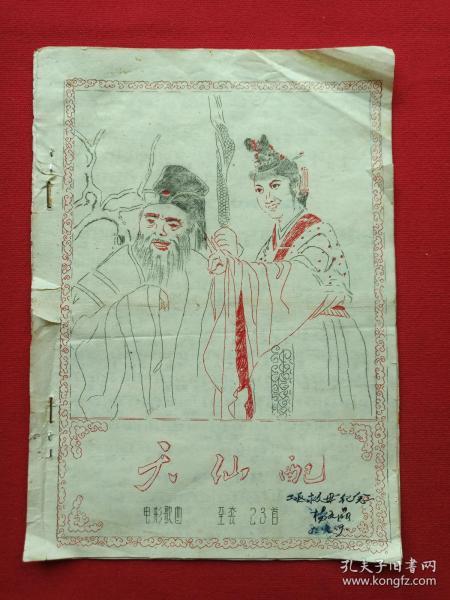 天仙配
电影歌曲 全套 23首
孔夫子旧书网
www.kongfz.com